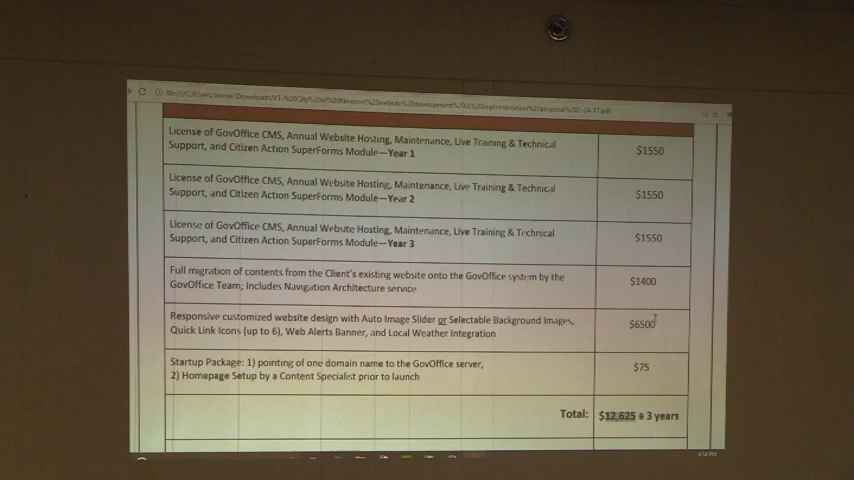 License of GovOffice CMS, Annual Website Hosting, Maintenance, Live Training & Technical
Support, and Citizen Action SuperForms Module—Year 1
$1550
License of GovOffice CMS, Annual Website Hosting, Maintenance, Live Training & Technical
Support, and Citizen Action SuperForms Module—Year 2
$1550
License of GovOffice CMS, Annual Website Hosting, Maintenance, Live Training & Technical
Support, and Citizen Action SuperForms Module—Year 3
$1550
Full migration of contents from the Client's existing website onto the GovOffice system by the
GovOffice Team; includes Navigation Architecture service
$1400
Responsive customized website design with Auto Image Slider or Selectable Background Images,
Quick Link Icons (up to 6), Web Alerts Banner, and Local Weather Integration
$6500
Startup Package: 1) pointing of one domain name to the GovOffice server,
2) Homepage Setup by a Content Specialist prior to launch
$75
Total: $12,625 = 3 years